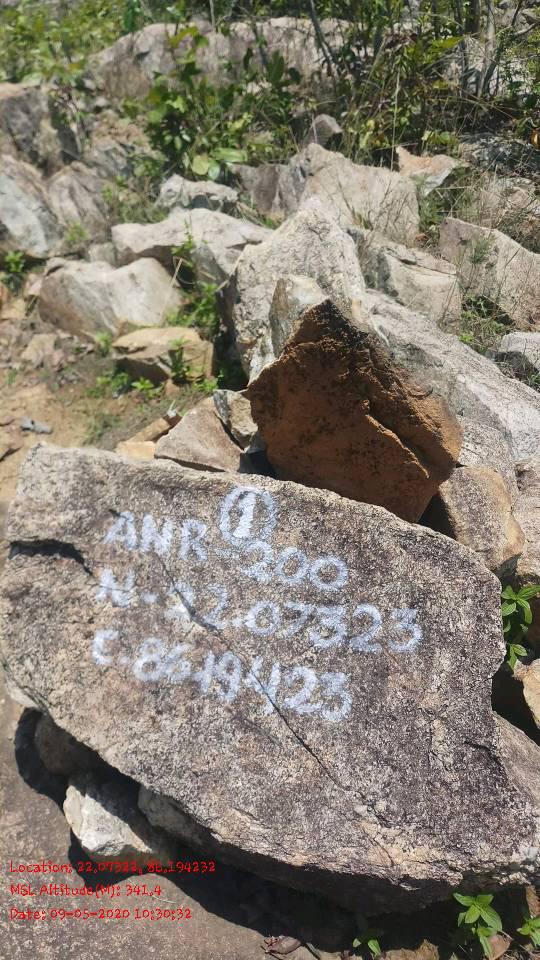 1
ANR-200
N-22.07323
E-86.19423
Location: 22.07322, 86.194232
MSL Altitude(M): 341.4
Date: 09-05-2020 10:30:32